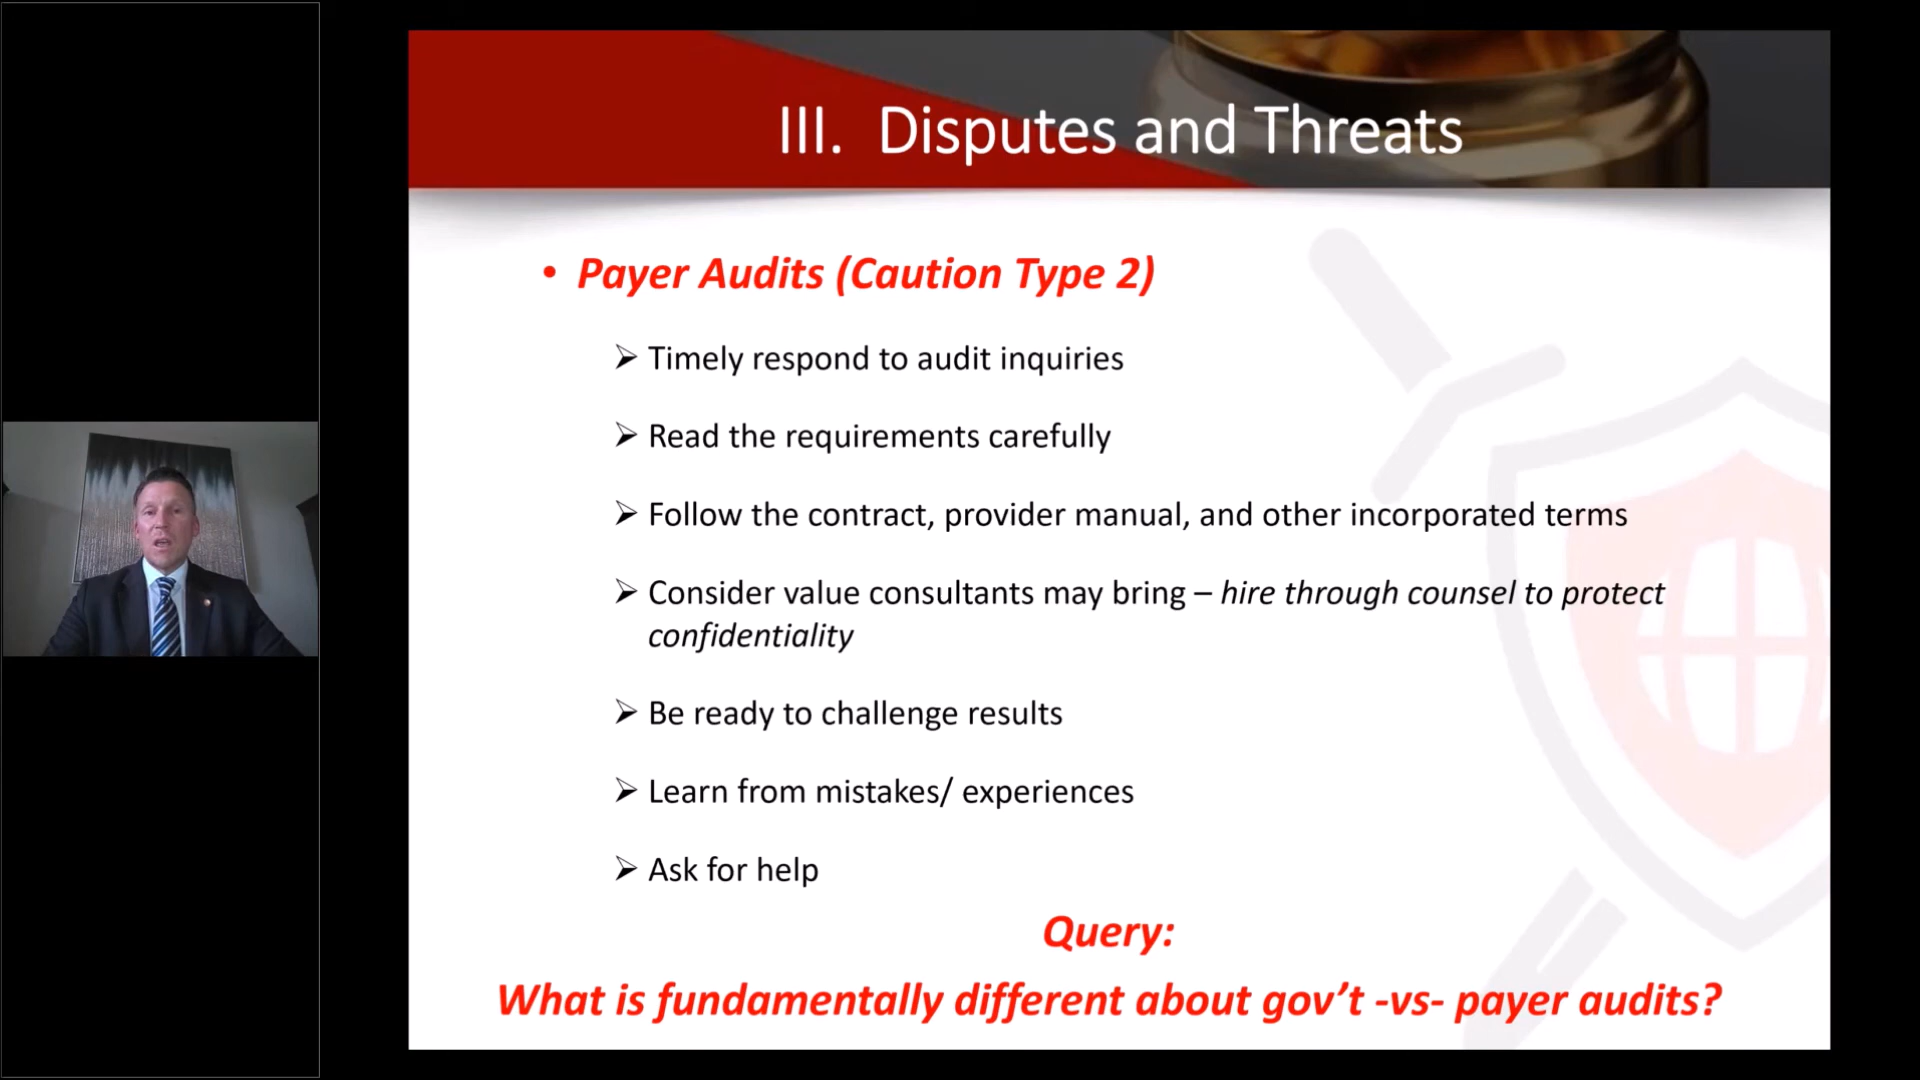 III. Disputes and Threats
• Payer Audits (Caution Type 2)
➢ Timely respond to audit inquiries
➢ Read the requirements carefully
➢ Follow the contract, provider manual, and other incorporated terms
➢ Consider value consultants may bring – hire through counsel to protect
confidentiality
➢ Be ready to challenge results
➢ Learn from mistakes/ experiences
➢ Ask for help
Query:
What is fundamentally different about gov’t -vs- payer audits?